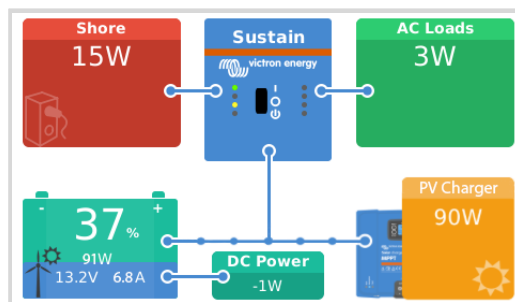 Shore
15W
Sustain
victron energy
AC Loads
3W
- +
37%
91W
13.2V 6.8A
DC Power
-1W
PV Charger
90W